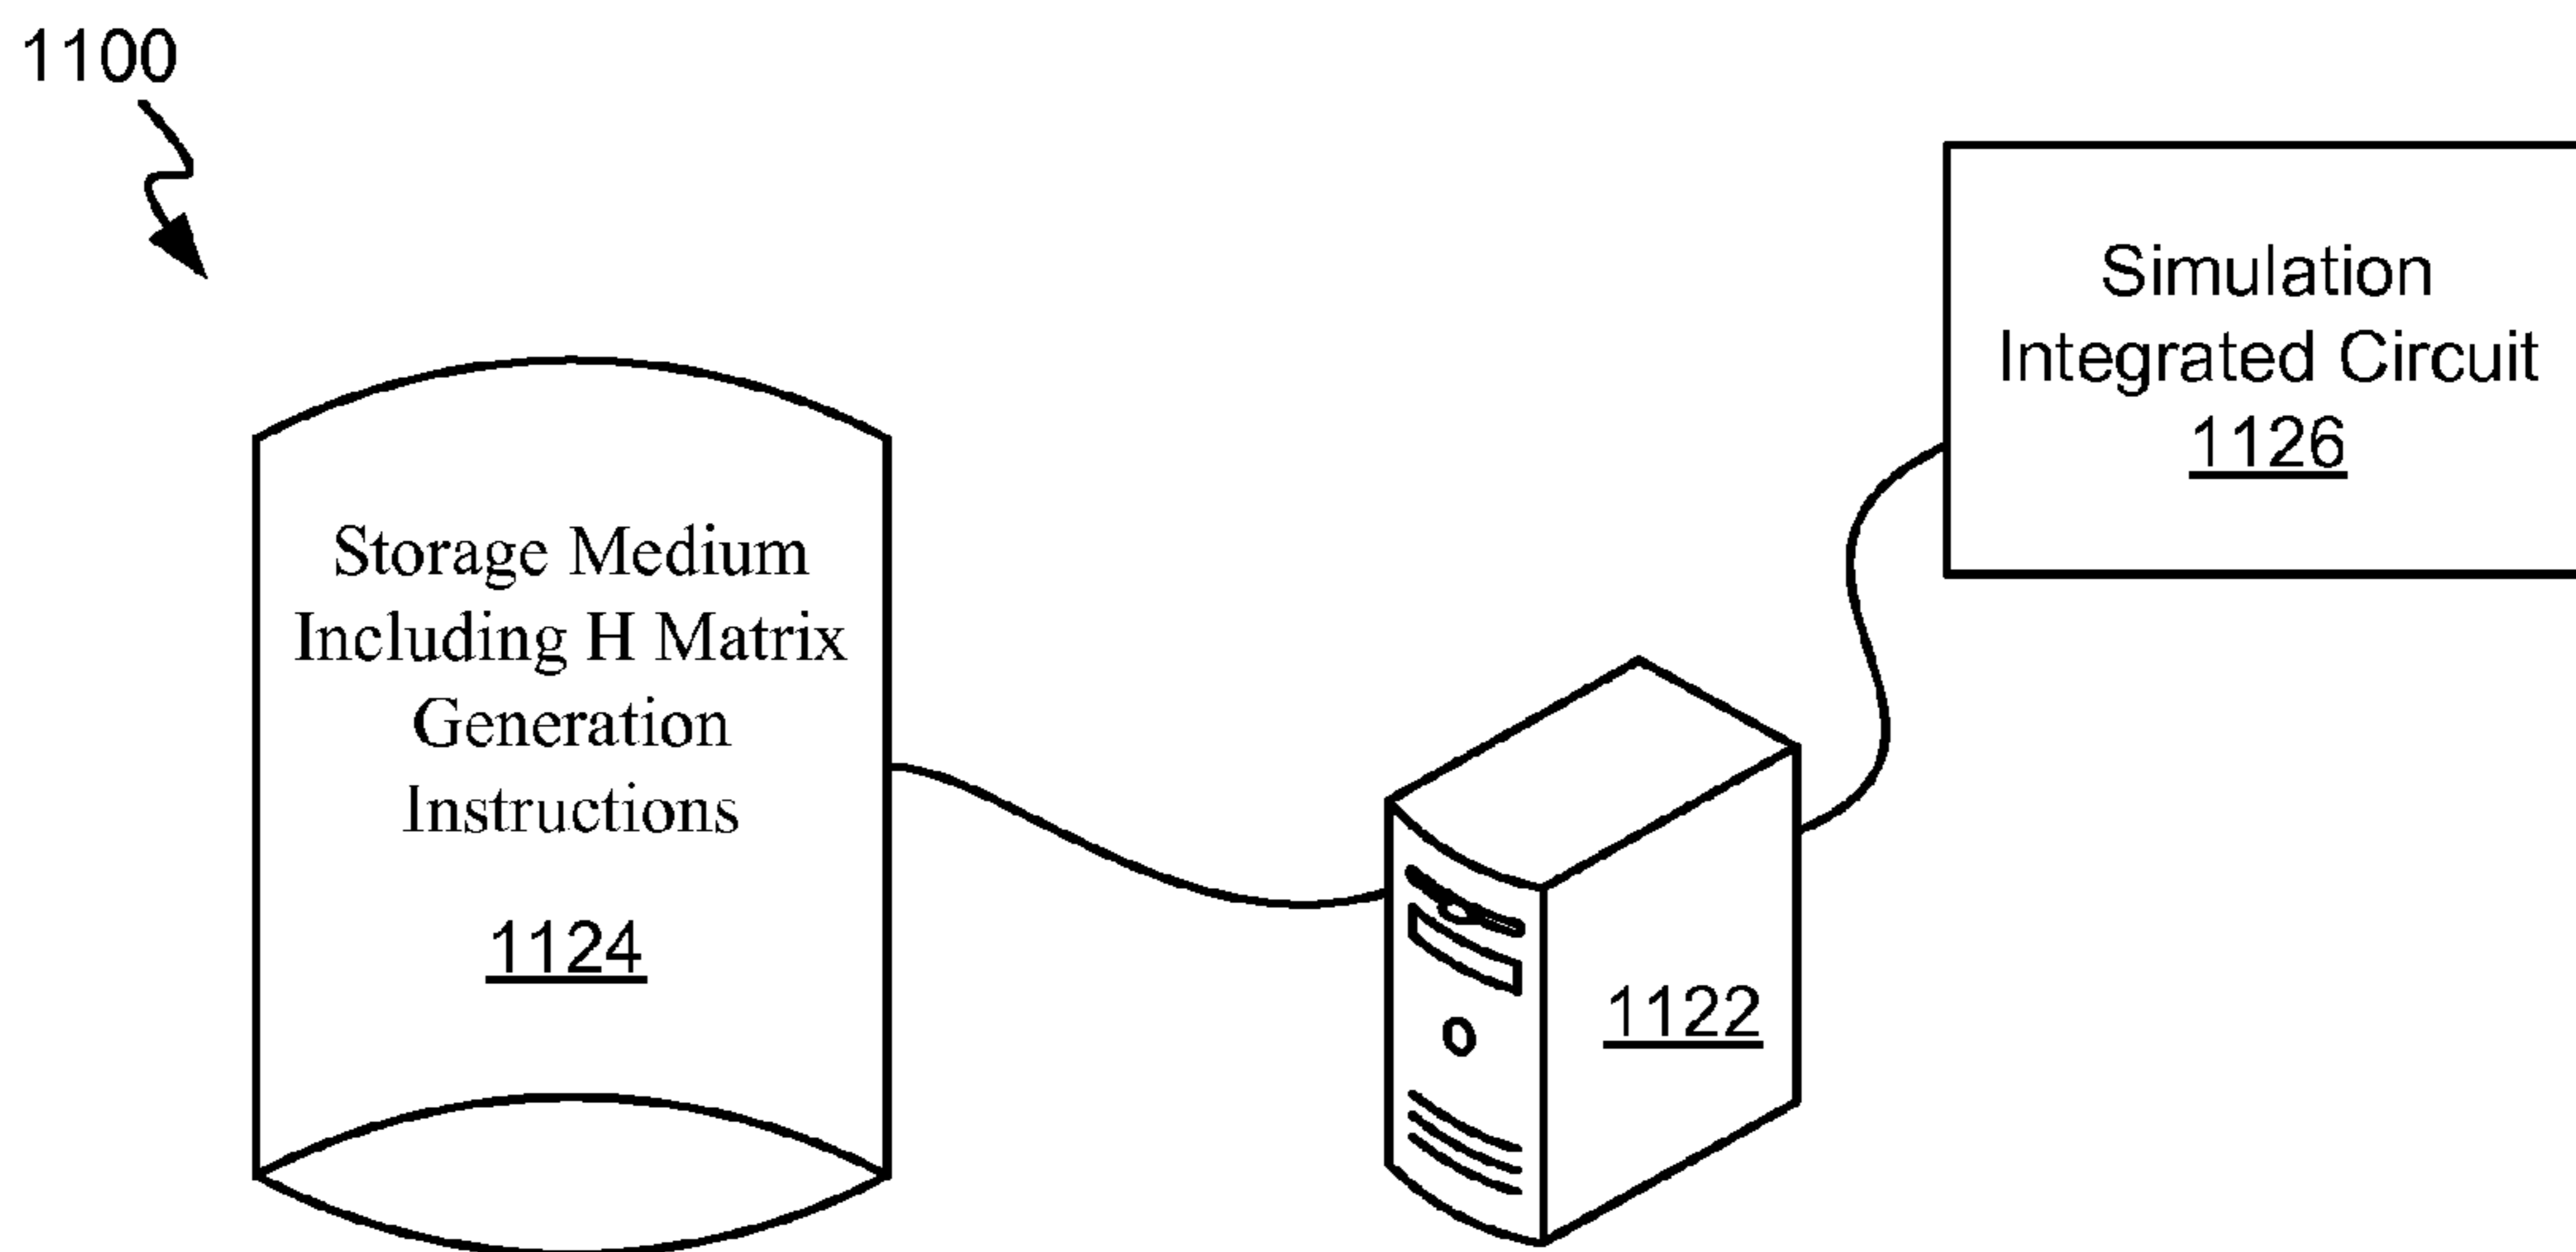 1100
Simulation
Integrated Circuit
1126
Storage Medium
Including H Matrix
Generation
Instructions
1124
1122